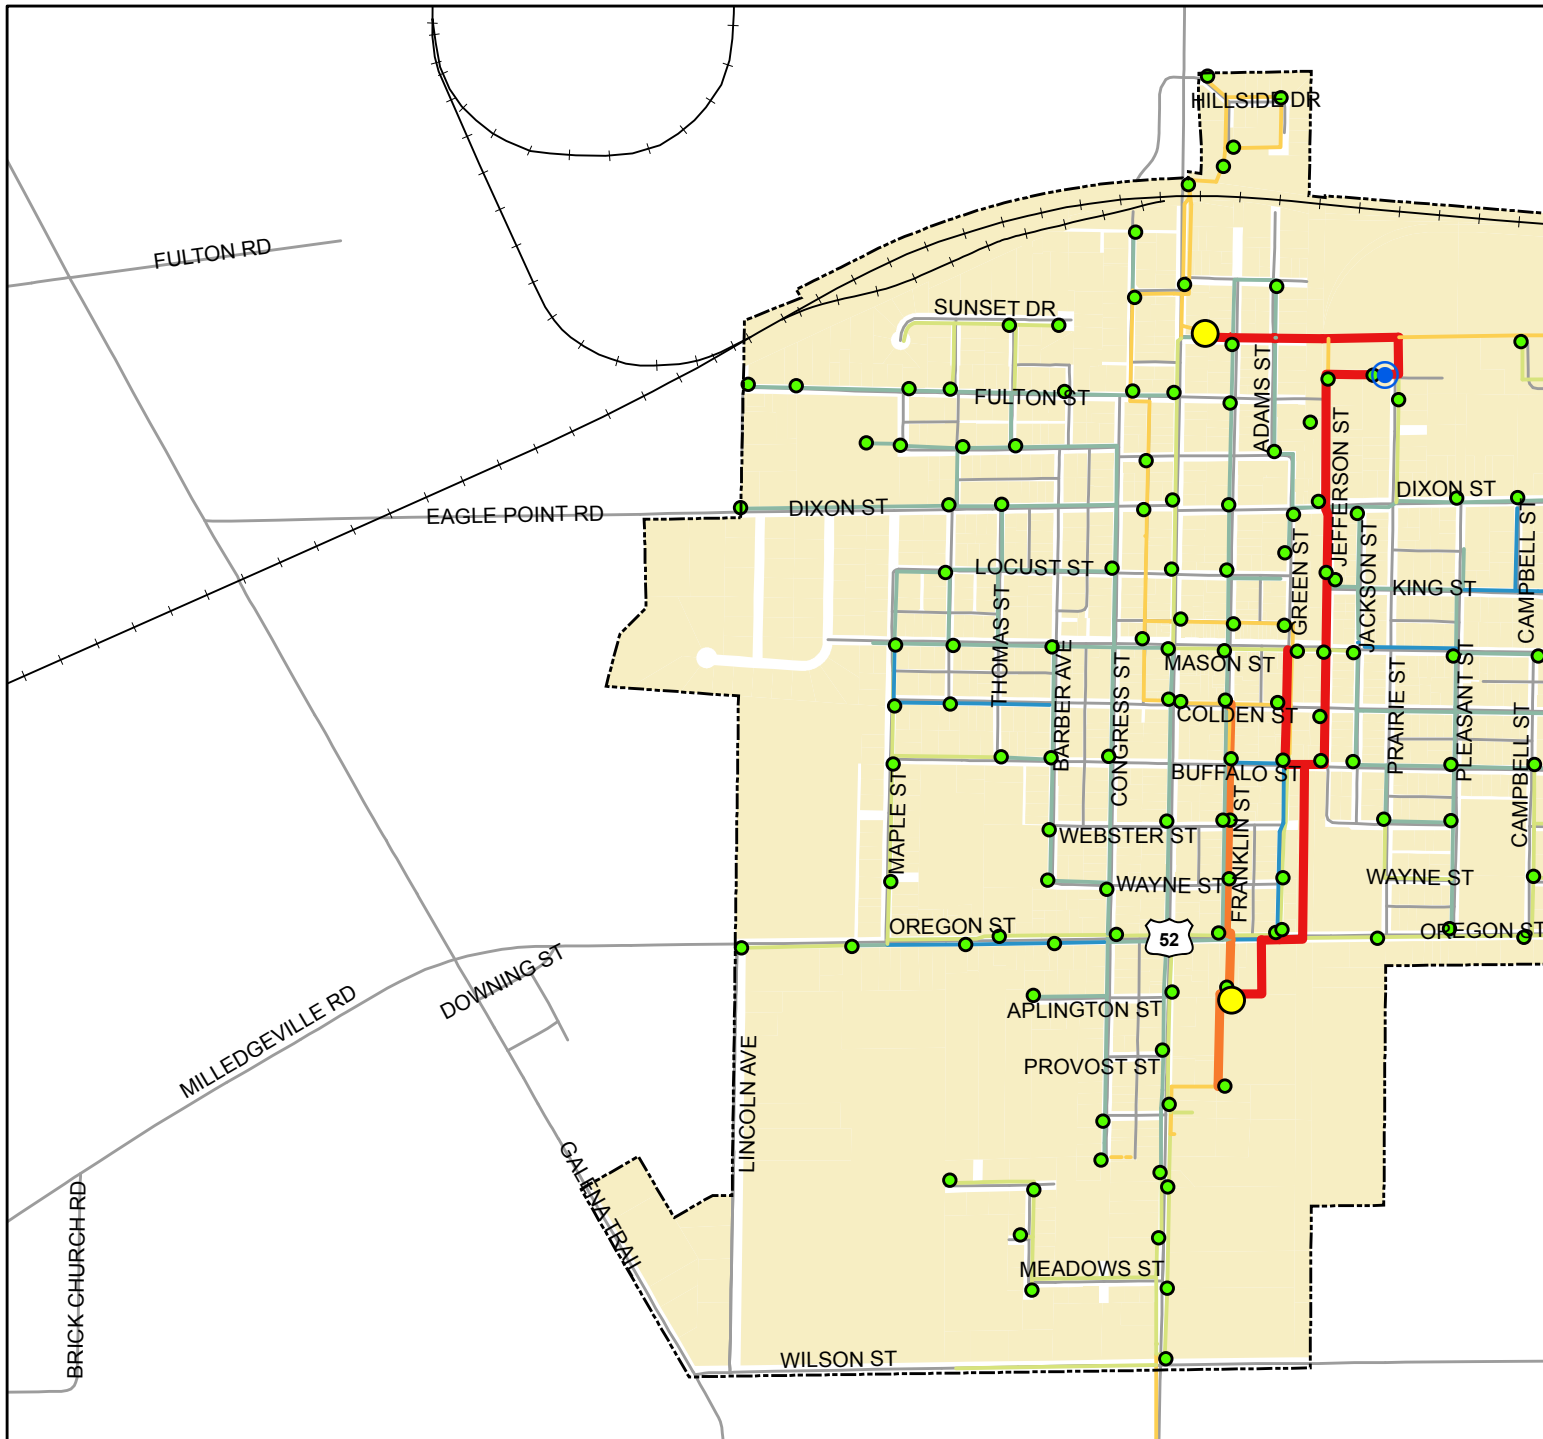 HILLSIDE DR
FULTON RD
SUNSET DR
FULTON ST
ADAMS ST
JEFFERSON ST
DIXON ST
DIXON ST
EAGLE POINT RD
CAMPBELL ST
LOCUST ST
GREEN ST
JACKSON ST
KING ST
THOMAS ST
MASON ST
BARBER AVE
CONGRESS ST
COLDEN ST
PRAIRIE ST
PLEASANT ST
CAMPBELL ST
BUFFALO ST
MAPLE ST
WEBSTER ST
FRANKLIN ST
WAYNE ST
WAYNE ST
OREGON ST
OREGON ST
52
DOWNING ST
MILLEDGEVILLE RD
APLINGTON ST
PROVOST ST
LINCOLN AVE
GALENA TRAIL
BRICK CHURCH RD
MEADOWS ST
WILSON ST